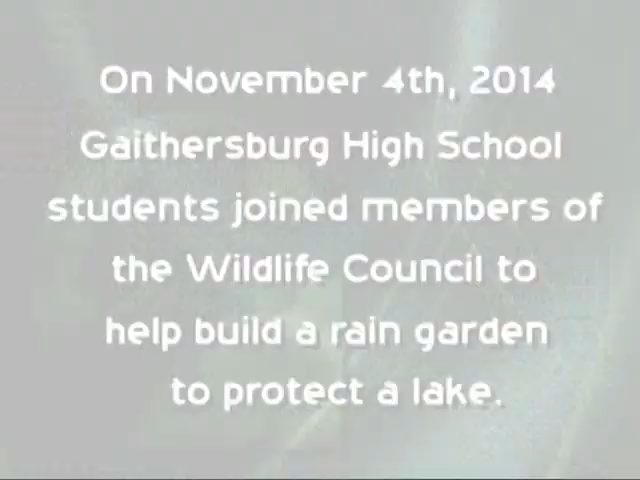 On November 4th, 2014
Gaithersburg High School
students joined members of
the Wildlife Council to
help build a rain garden
to protect a lake.